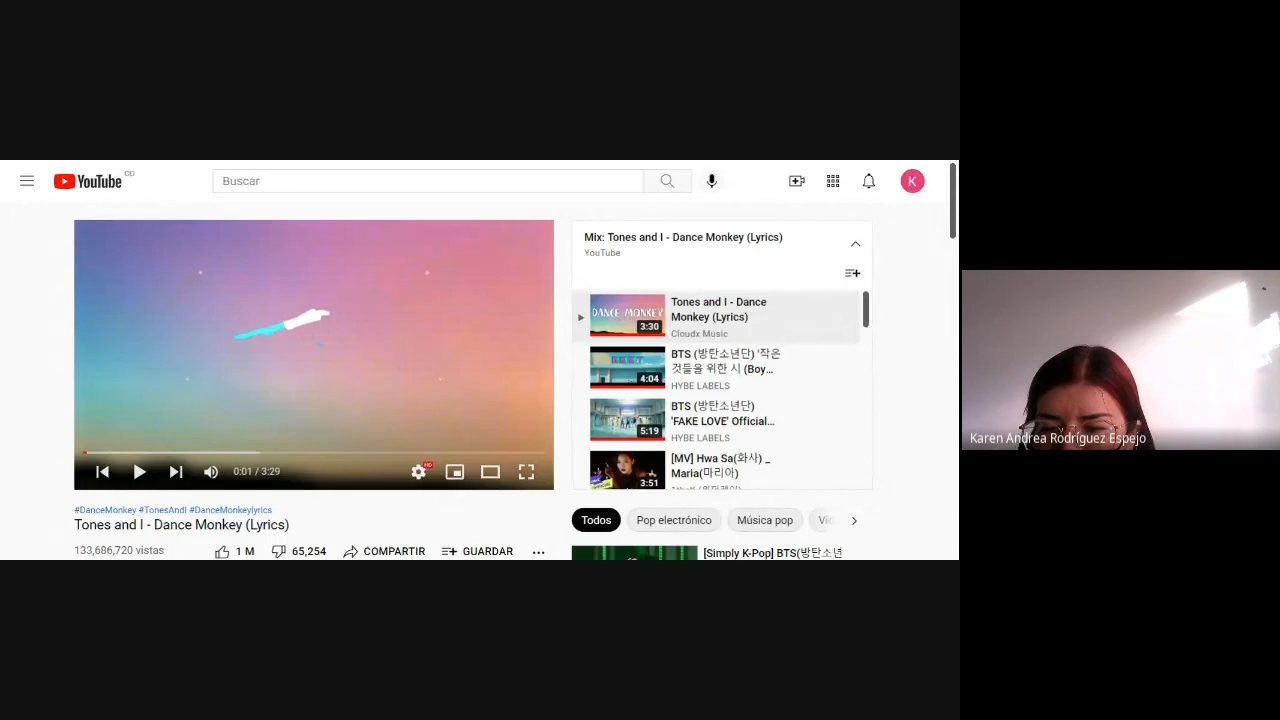 YouTube CO
Buscar
K
Mix: Tones and I - Dance Monkey (Lyrics)
YouTube
DANCE MONKEY
3:30
Tones and I - Dance
Monkey (Lyrics)
Cloudx Music
4:04
BTS (방탄소년단) '작은
것들을 위한 시 (Boy...
HYBE LABELS
5:19
BTS (방탄소년단)
'FAKE LOVE' Official...
HYBE LABELS
3:51
[MV] Hwa Sa(화사) _
Maria(마리아)
HD
0:01 / 3:29
#DanceMonkey #TonesAndI #DanceMonkeylyrics
Tones and I - Dance Monkey (Lyrics)
133,686,720 vistas
1 M
65,254
COMPARTIR
GUARDAR
Todos
Pop electrónico
Música pop
[Simply K-Pop] BTS(방탄소년
Karen Andrea Rodríguez Espejo